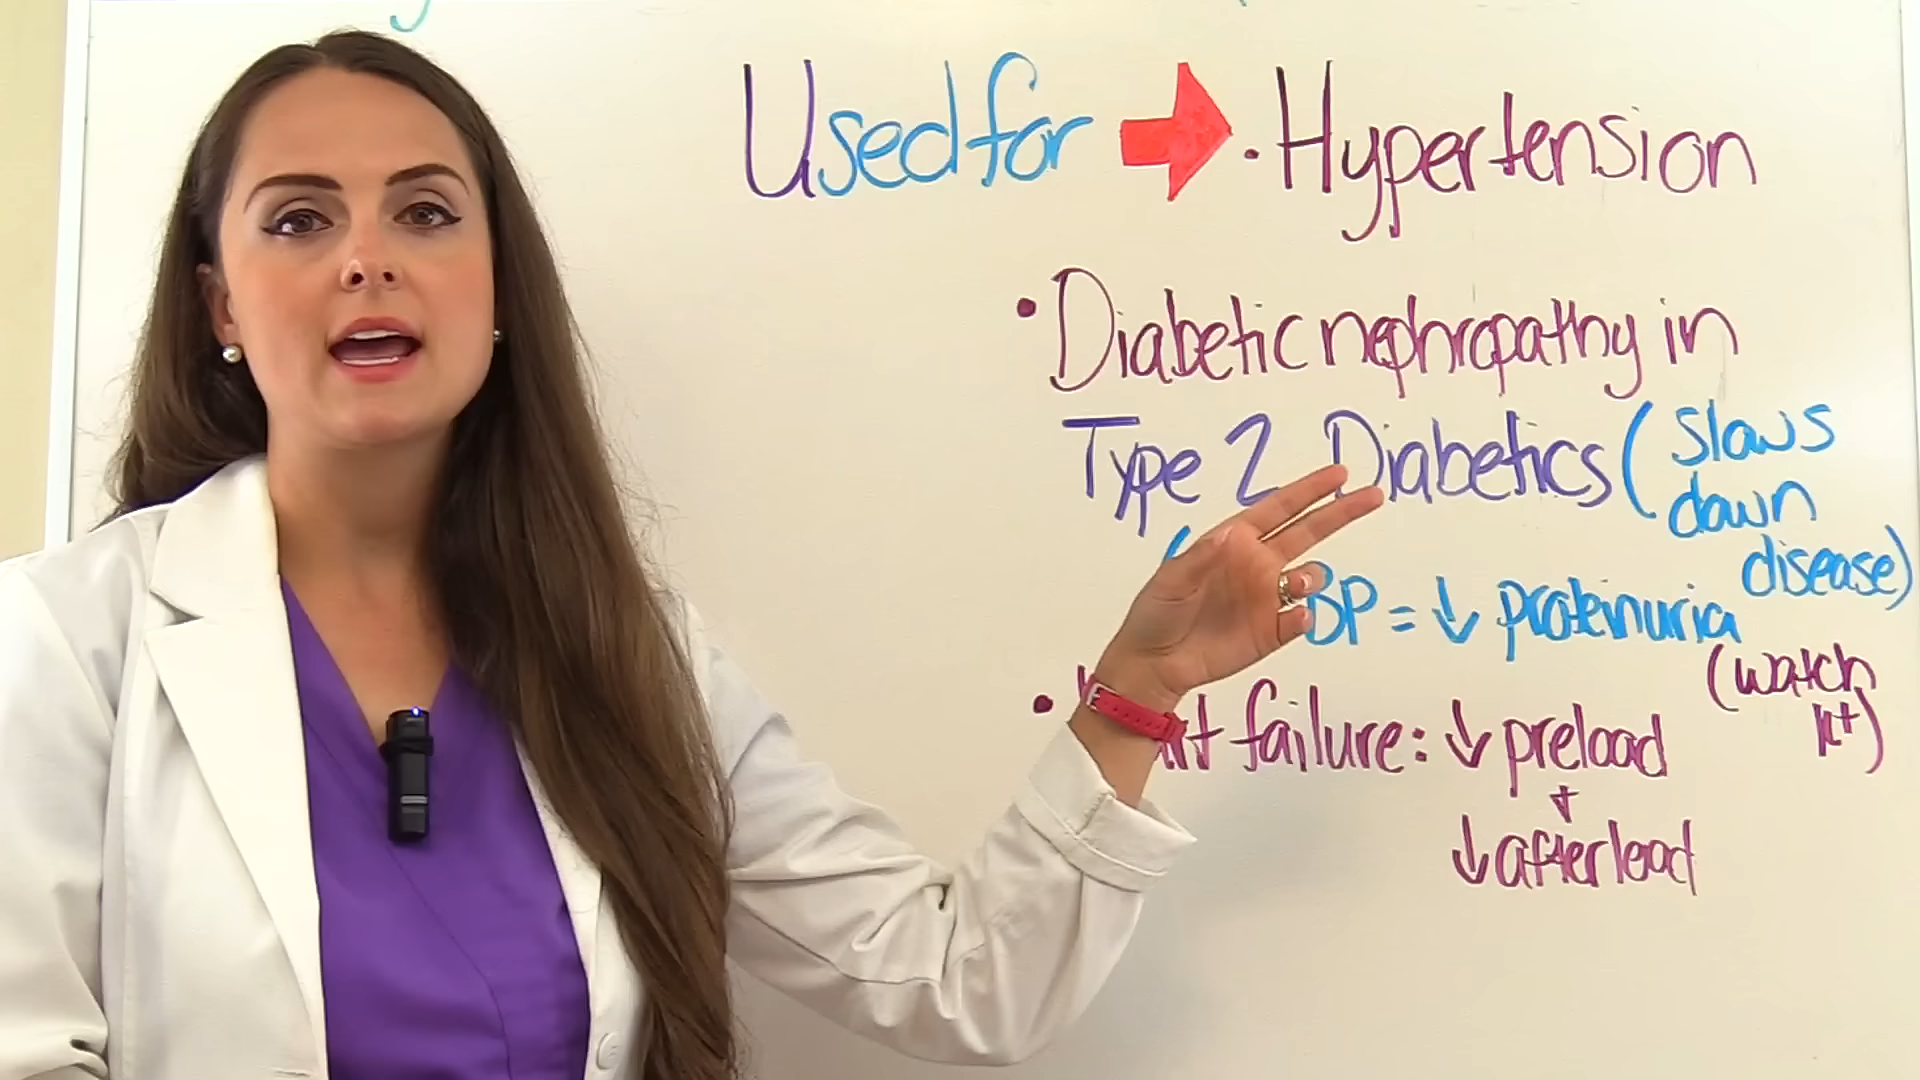 Used for • Hypertension
• Diabetic nephropathy in
Type 2 Diabetics (slows
down
disease)
BP = ↓ proteinuria
(watch
K+)
• failure: ↓ preload
+
↓ afterload